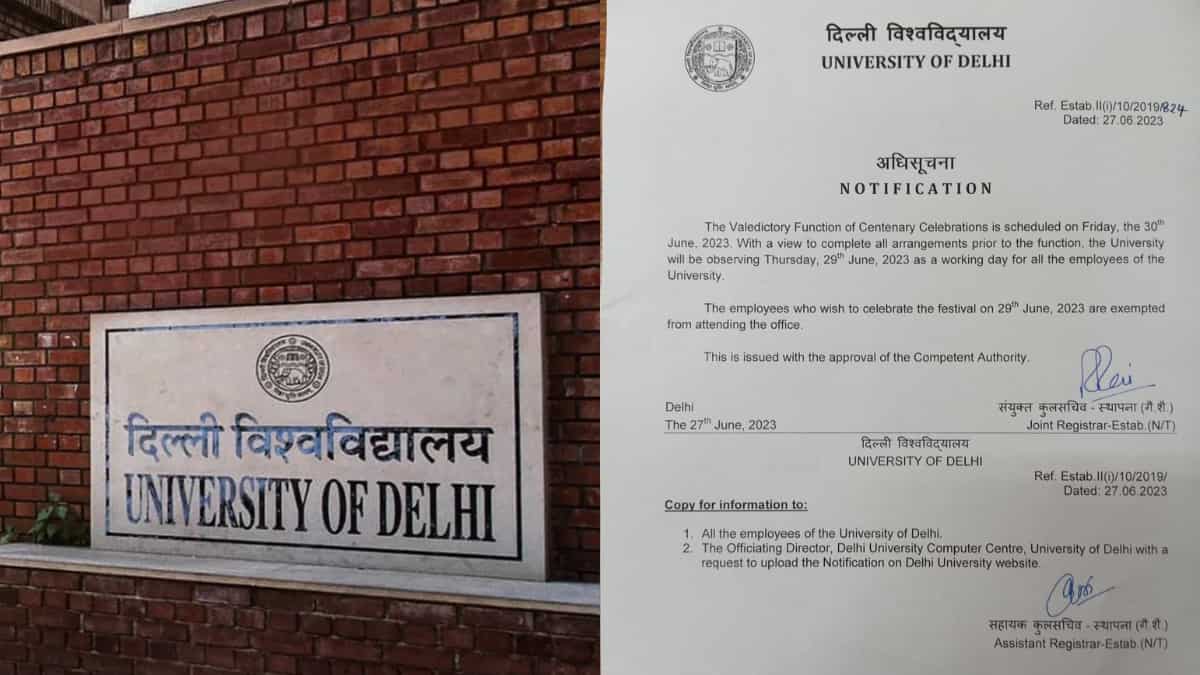 दिल्ली विश्वविद्यालय
UNIVERSITY OF DELHI
दिल्ली विश्वविद्यालय
UNIVERSITY OF DELHI
Ref. Estab.II(i)/10/2019/824
Dated: 27.06.2023
अधिसूचना
NOTIFICATION
The Valedictory Function of Centenary Celebrations is scheduled on Friday, the 30th
June, 2023. With a view to complete all arrangements prior to the function, the University
will be observing Thursday, 29th June, 2023 as a working day for all the employees of the
University.
The employees who wish to celebrate the festival on 29th June, 2023 are exempted
from attending the office.
This is issued with the approval of the Competent Authority.
Delhi
The 27th June, 2023
संयुक्त कुलसचिव - स्थापना (गै.शै.)
Joint Registrar-Estab.(N/T)
दिल्ली विश्वविद्यालय
UNIVERSITY OF DELHI
Ref. Estab.II(i)/10/2019/
Dated: 27.06.2023
Copy for information to:
1. All the employees of the University of Delhi.
2. The Officiating Director, Delhi University Computer Centre, University of Delhi with a
request to upload the Notification on Delhi University website.
सहायक कुलसचिव - स्थापना (गै.शै.)
Assistant Registrar-Estab.(N/T)